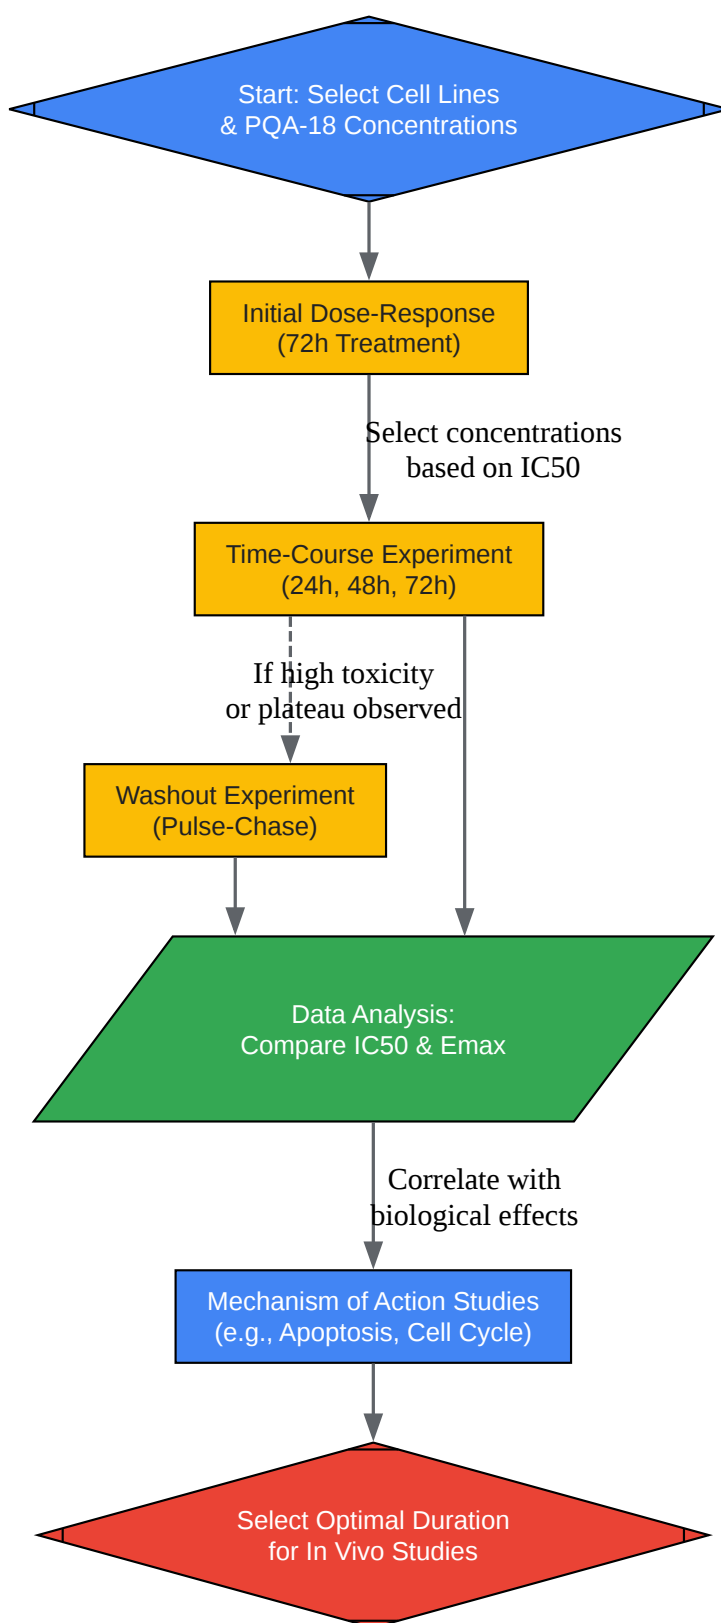 Start: Select Cell Lines
& PQA-18 Concentrations
Initial Dose-Response
(72h Treatment)
Select concentrations
based on IC50
Time-Course Experiment
(24h, 48h, 72h)
If high toxicity
or plateau observed
Washout Experiment
(Pulse-Chase)
Data Analysis:
Compare IC50 & Emax
Correlate with
biological effects
Mechanism of Action Studies
(e.g., Apoptosis, Cell Cycle)
Select Optimal Duration
for In Vivo Studies